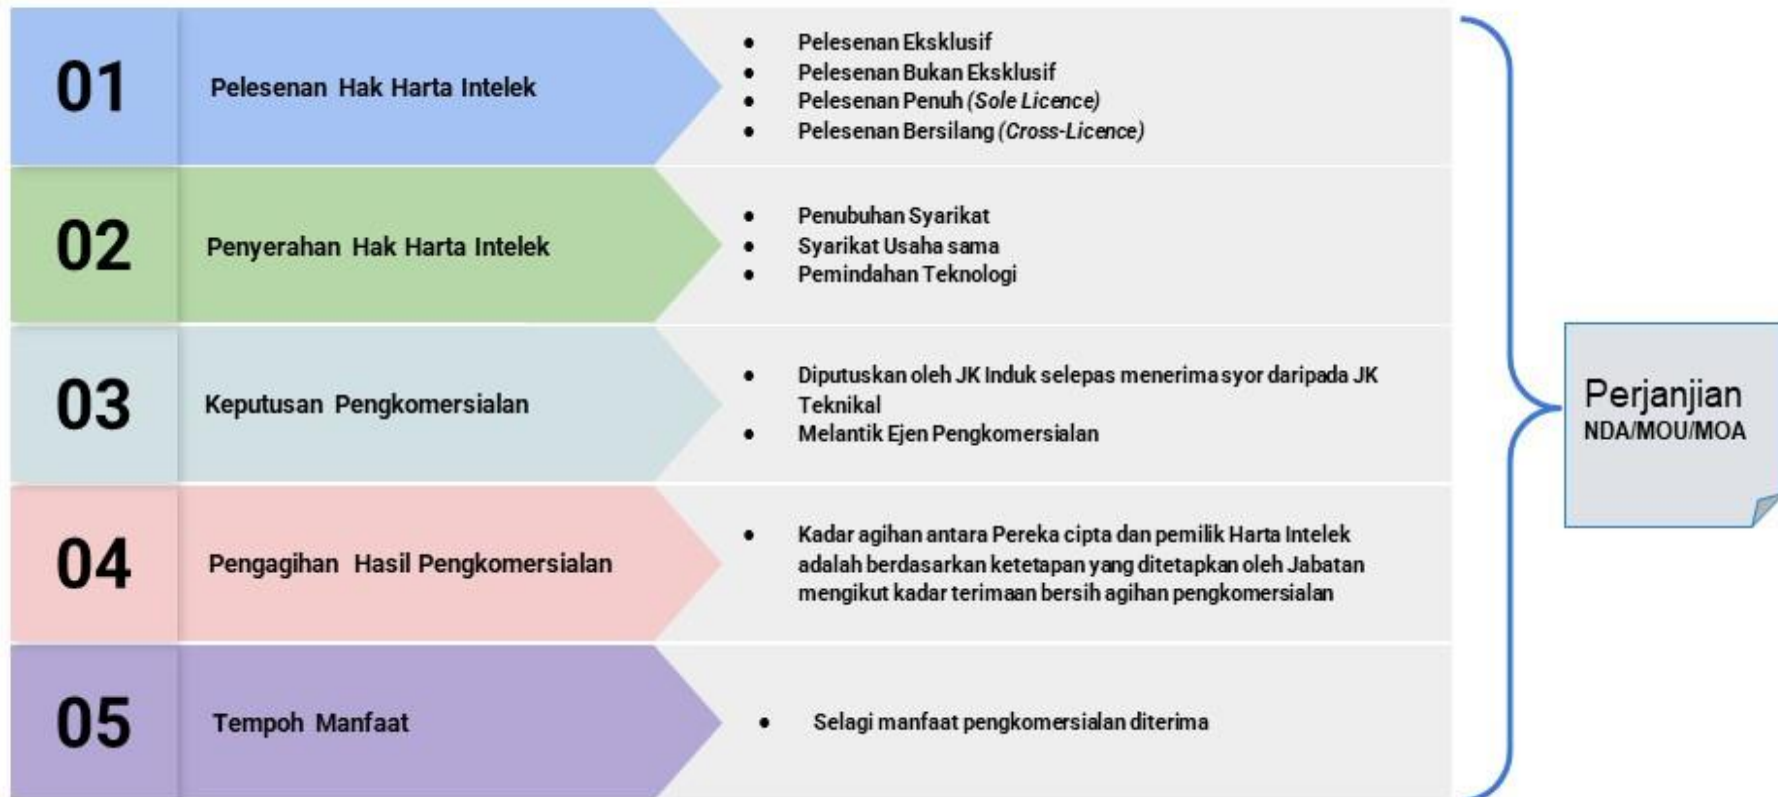 01
Pelesenan Hak Harta Intelek
● Pelesenan Eksklusif
● Pelesenan Bukan Eksklusif
● Pelesenan Penuh (Sole Licence)
● Pelesenan Bersilang (Cross-Licence)
02
Penyerahan Hak Harta Intelek
● Penubuhan Syarikat
● Syarikat Usaha sama
● Pemindahan Teknologi
03
Keputusan Pengkomersialan
● Diputuskan oleh JK Induk selepas menerima syor daripada JK
Teknikal
● Melantik Ejen Pengkomersialan
04
Pengagihan Hasil Pengkomersialan
● Kadar agihan antara Pereka cipta dan pemilik Harta Intelek
adalah berdasarkan ketetapan yang ditetapkan oleh Jabatan
mengikut kadar terimaan bersih agihan pengkomersialan
05
Tempoh Manfaat
● Selagi manfaat pengkomersialan diterima
Perjanjian
NDA/MOU/MOA